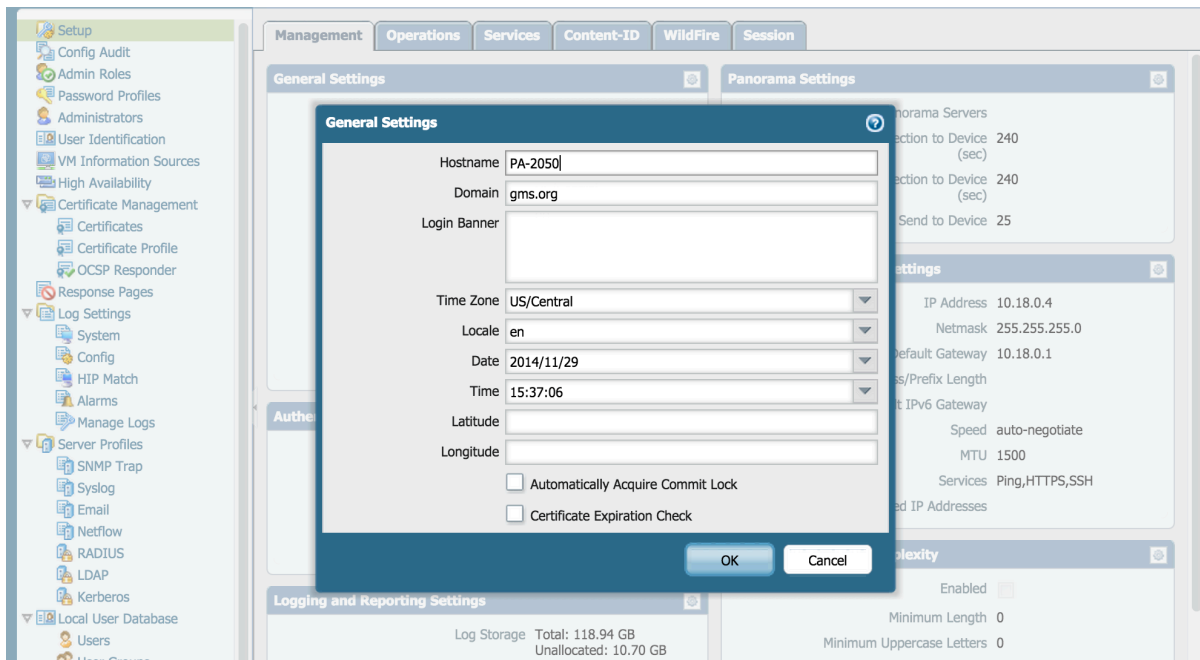 Setup
Config Audit
Admin Roles
Password Profiles
Administrators
User Identification
VM Information Sources
High Availability
Certificate Management
Certificates
Certificate Profile
OCSP Responder
Response Pages
Log Settings
System
Config
HIP Match
Alarms
Manage Logs
Server Profiles
SNMP Trap
Syslog
Email
Netflow
RADIUS
LDAP
Kerberos
Local User Database
Users
Management Operations Services Content-ID WildFire Session
General Settings
Panorama Settings
norama Servers
ection to Device 240
(sec)
ection to Device 240
(sec)
Send to Device 25
General Settings
Hostname PA-2050
Domain gms.org
Login Banner
Time Zone US/Central
Locale en
Date 2014/11/29
Time 15:37:06
Latitude
Longitude
Automatically Acquire Commit Lock
Certificate Expiration Check
OK Cancel
ettings
IP Address 10.18.0.4
Netmask 255.255.255.0
Default Gateway 10.18.0.1
ss/Prefix Length
t IPv6 Gateway
Speed auto-negotiate
MTU 1500
Services Ping,HTTPS,SSH
ed IP Addresses
Authe
plexity
Enabled
Minimum Length 0
Minimum Uppercase Letters 0
Logging and Reporting Settings
Log Storage Total: 118.94 GB
Unallocated: 10.70 GB